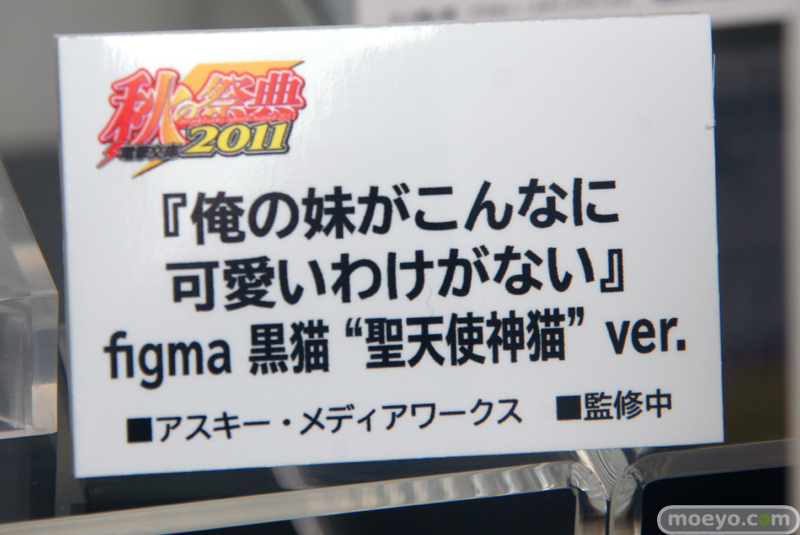 秋の祭典
電撃文庫 2011
『俺の妹がこんなに
可愛いわけがない』
figma 黒猫 “聖天使神猫” ver.
■アスキー・メディアワークス ■監修中
moeyo.com